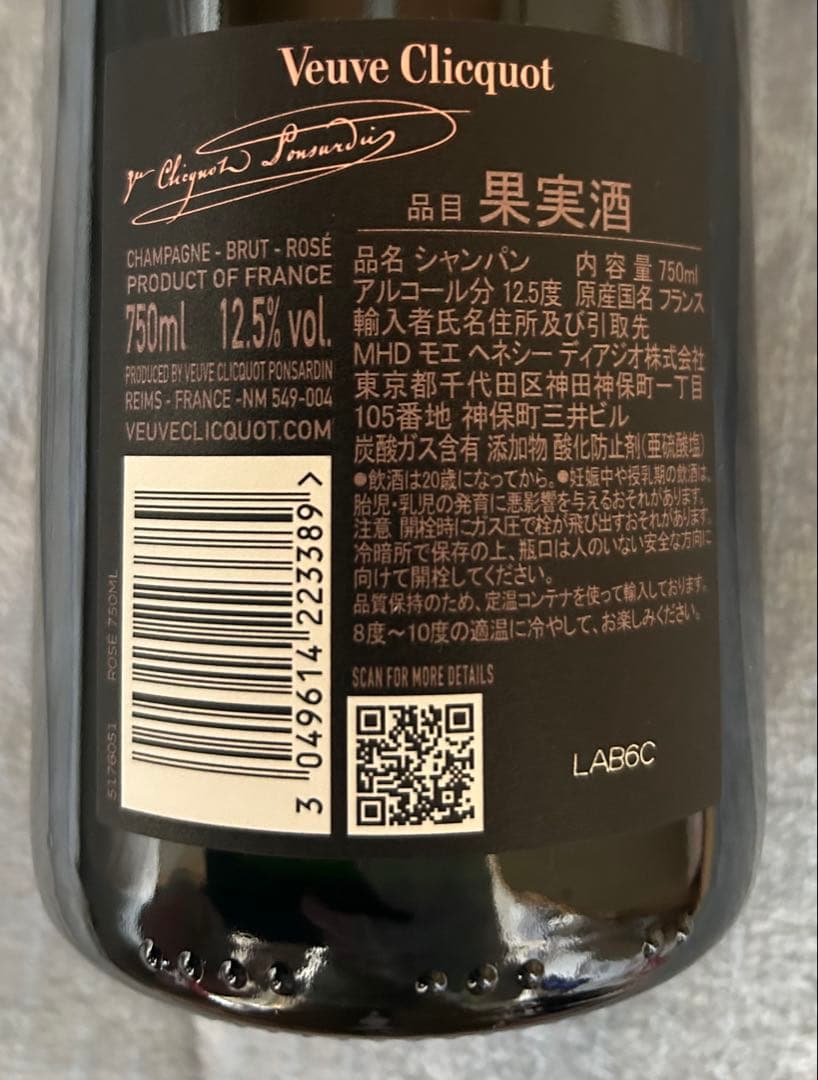 Veuve Clicquot
Vve Clicquot Ponsardin
品目 果実酒
CHAMPAGNE - BRUT - ROSÉ
PRODUCT OF FRANCE
750ml 12.5% vol.
PRODUCED BY VEUVE CLICQUOT PONSARDIN
REIMS - FRANCE - NM 549-004
VEUVECLICQUOT.COM
品名 シャンパン 内容量 750ml
アルコール分 12.5度 原産国名 フランス
輸入者氏名住所及び引取先
MHD モエ ヘネシー ディアジオ株式会社
東京都千代田区神田神保町一丁目
105番地 神保町三井ビル
炭酸ガス含有 添加物 酸化防止剤(亜硫酸塩)
●飲酒は20歳になってから。●妊娠中や授乳期の飲酒は、
胎児・乳児の発育に悪影響を与えるおそれがあります。
注意 開栓時にガス圧で栓が飛び出すおそれがあります。
冷暗所で保存の上、瓶口は人のいない安全な方向に
向けて開栓してください。
品質保持のため、定温コンテナを使って輸入しております。
8度〜10度の適温に冷やして、お楽しみください。
SCAN FOR MORE DETAILS
LAB6C
3 049614 223389 >
5176051 ROSÉ 750ML